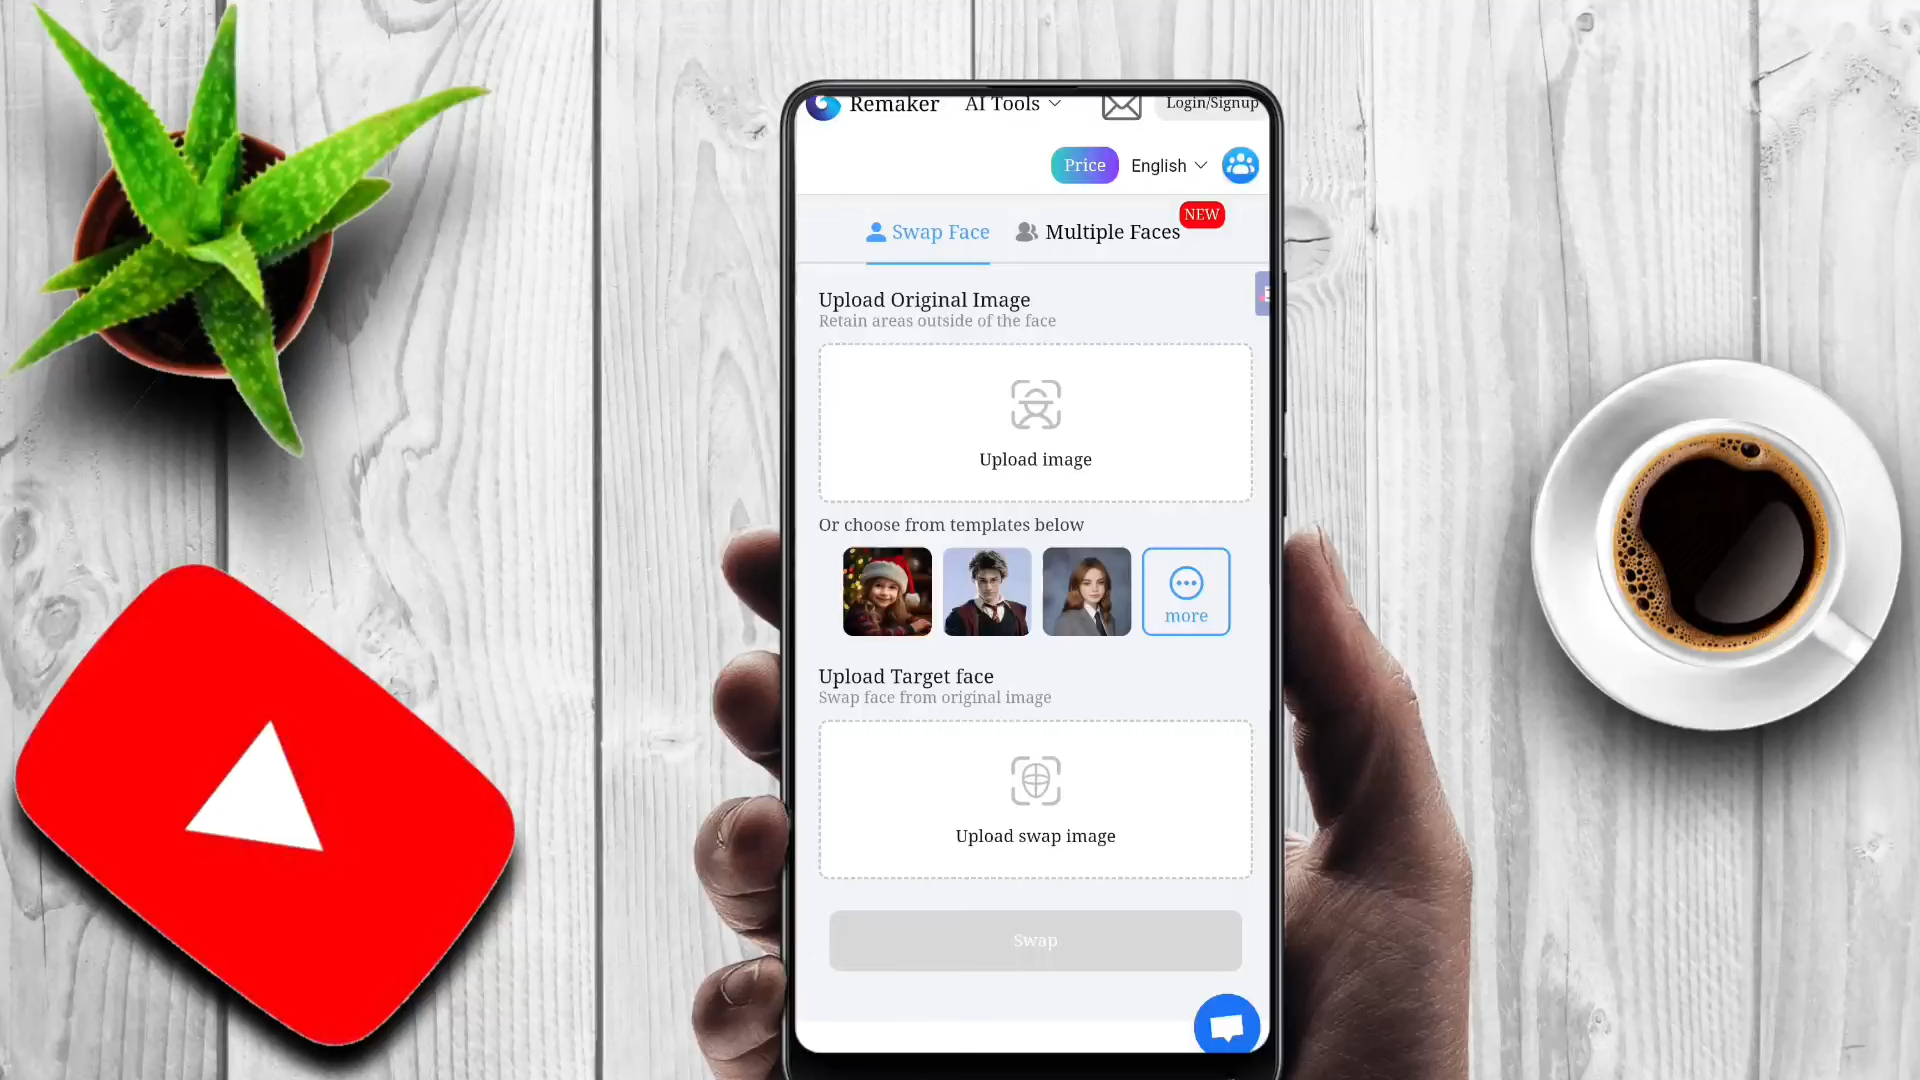 Remaker AI Tools Login/Signup
Price English
Swap Face Multiple Faces NEW
Upload Original Image
Retain areas outside of the face
Upload image
Or choose from templates below
more
Upload Target face
Swap face from original image
Upload swap image
Swap